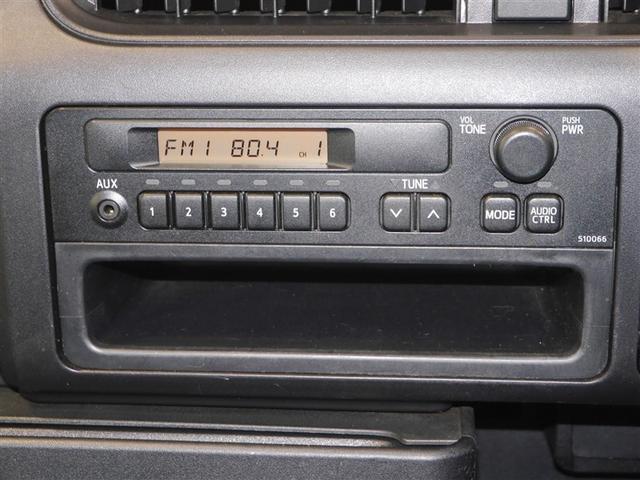 FM1 80.4 CH 1
VOL
TONE
PUSH
PWR
AUX
1 2 3 4 5 6
TUNE
MODE
AUDIO
CTRL
510066